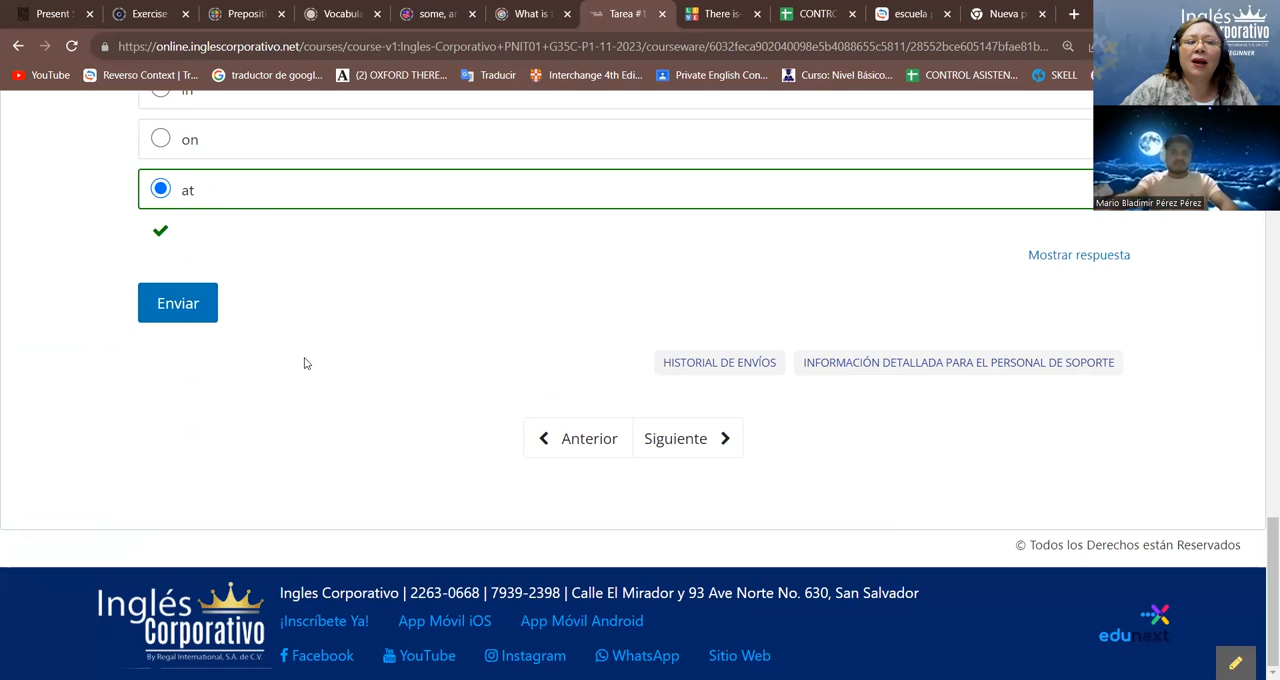 Present S
Exercise
Preposit
Vocabul
some, an
What is t
Tarea #1
There is
CONTRO
escuela p
Nueva p
https://online.inglescorporativo.net/courses/course-v1:Ingles-Corporativo+PNIT01+G35C-P1-11-2023/courseware/6032feca902040098e5b4088655c5811/28552bce605147bfae81b...
YouTube
Reverso Context | Tr...
traductor de googl...
(2) OXFORD THERE...
Traducir
Interchange 4th Edi...
Private English Con...
Curso: Nivel Básico...
CONTROL ASISTEN...
SKELL
Inglés
BEGINNER
Mario Bladimir Pérez Pérez
in
on
at
Mostrar respuesta
Enviar
HISTORIAL DE ENVÍOS
INFORMACIÓN DETALLADA PARA EL PERSONAL DE SOPORTE
Anterior
Siguiente
© Todos los Derechos están Reservados
Inglés Corporativo
By Regal International, S.A. de C.V.
Ingles Corporativo | 2263-0668 | 7939-2398 | Calle El Mirador y 93 Ave Norte No. 630, San Salvador
¡Inscríbete Ya!
App Móvil iOS
App Móvil Android
Facebook
YouTube
Instagram
WhatsApp
Sitio Web
edunext